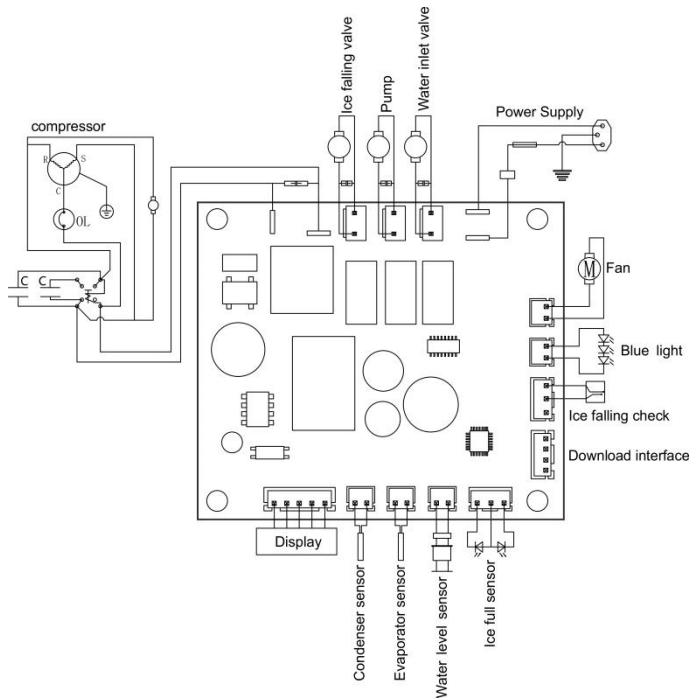 Ice falling valve
Pump
Water inlet valve
Power Supply
compressor
R
S
C
OL
C
C
M
Fan
Blue light
Ice falling check
Download interface
Display
Condenser sensor
Evaporator sensor
Water level sensor
Ice full sensor